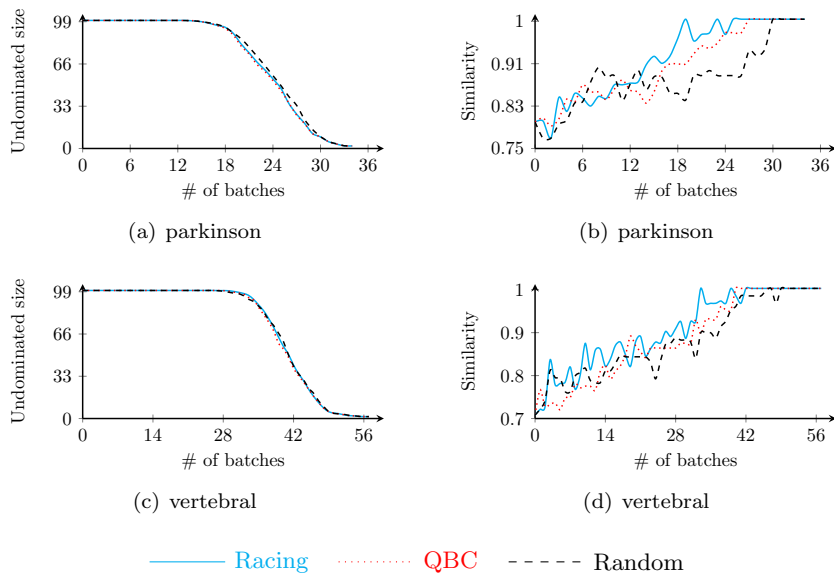 Undominated size
99
66
33
0
0 6 12 18 24 30 36
# of batches
(a) parkinson
Similarity
1
0.91
0.83
0.75
0 6 12 18 24 30 36
# of batches
(b) parkinson
Undominated size
99
66
33
0
0 14 28 42 56
# of batches
(c) vertebral
Similarity
1
0.9
0.8
0.7
0 14 28 42 56
# of batches
(d) vertebral
Racing QBC Random